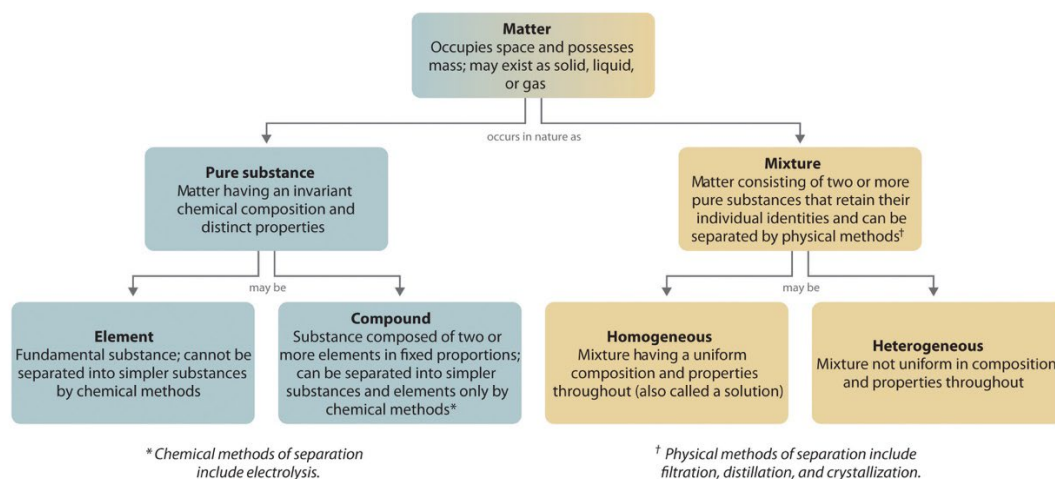 Matter
Occupies space and possesses
mass; may exist as solid, liquid,
or gas
occurs in nature as
Pure substance
Matter having an invariant
chemical composition and
distinct properties
Mixture
Matter consisting of two or more
pure substances that retain their
individual identities and can be
separated by physical methods†
may be
may be
Element
Fundamental substance; cannot be
separated into simpler substances
by chemical methods
Compound
Substance composed of two or
more elements in fixed proportions;
can be separated into simpler
substances and elements only by
chemical methods*
Homogeneous
Mixture having a uniform
composition and properties
throughout (also called a solution)
Heterogeneous
Mixture not uniform in composition
and properties throughout
* Chemical methods of separation
include electrolysis.
† Physical methods of separation include
filtration, distillation, and crystallization.